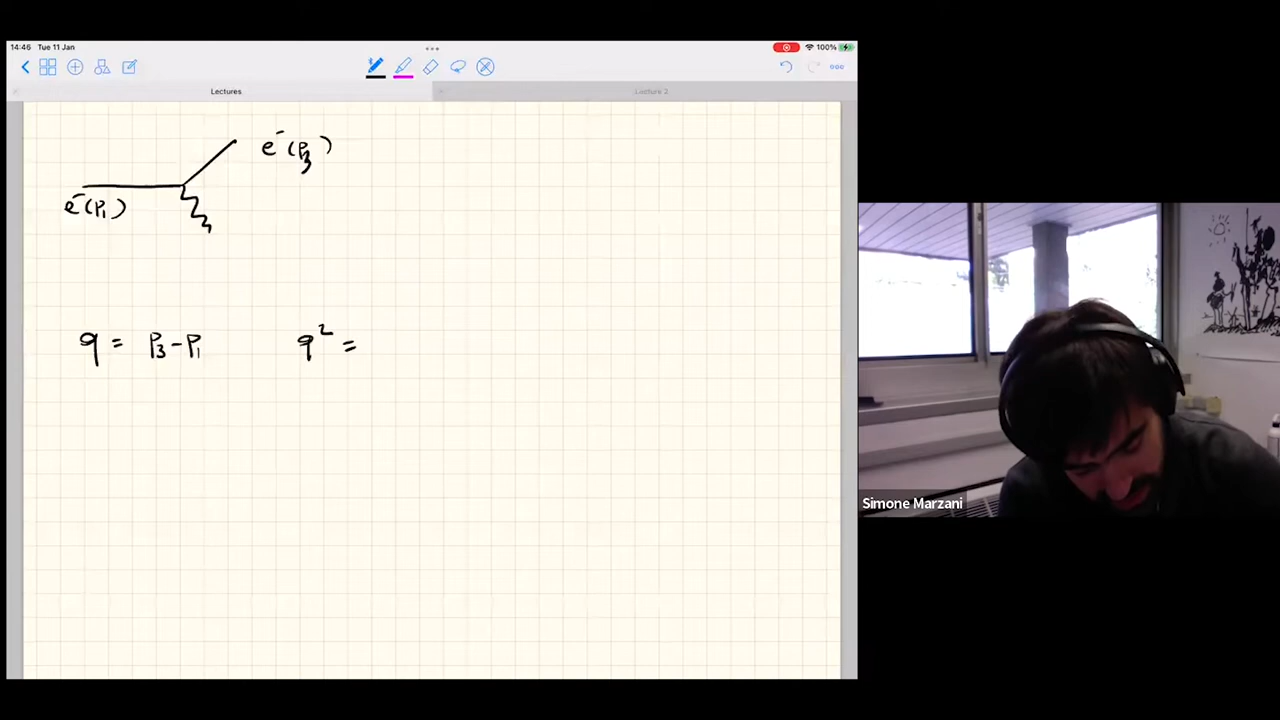 14:46 Tue 11 Jan
100%
Lectures
Lecture 2
e⁻(p₃)
e⁻(p₁)
q = p₃ - p₁ q² =
Simone Marzani